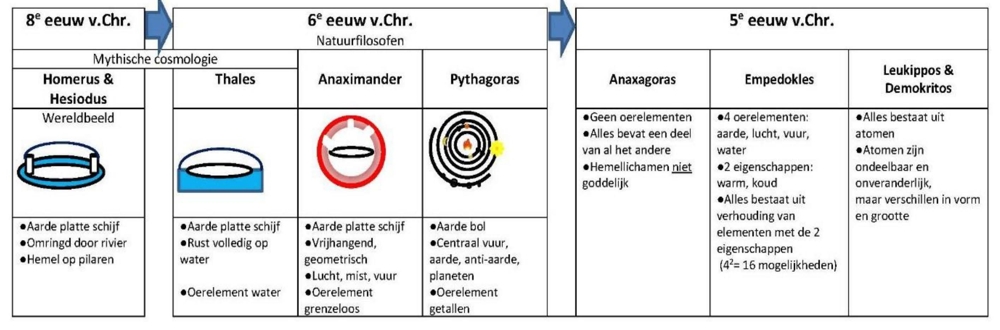 8e eeuw v.Chr.
6e eeuw v.Chr.
Natuurfilosofen
5e eeuw v.Chr.
Mythische cosmologie
Homerus &
Hesiodus
Thales
Anaximander
Pythagoras
Anaxagoras
Empedokles
Leukippos &
Demokritos
Wereldbeeld
●Aarde platte schijf
●Omringd door rivier
●Hemel op pilaren
●Aarde platte schijf
●Rust volledig op
water
●Oerelement water
●Aarde platte schijf
●Vrijhangend,
geometrisch
●Lucht, mist, vuur
●Oerelement
grenzeloos
●Aarde bol
●Centraal vuur,
aarde, anti-aarde,
planeten
●Oerelement
getallen
●Geen oerelementen
●Alles bevat een deel
van al het andere
●Hemellichamen niet
goddelijk
●4 oerelementen:
aarde, lucht, vuur,
water
●2 eigenschappen:
warm, koud
●Alles bestaat uit
verhouding van
elementen met de 2
eigenschappen
(4²= 16 mogelijkheden)
●Alles bestaat uit
atomen
●Atomen zijn
ondeelbaar en
onveranderlijk,
maar verschillen in vorm
en grootte